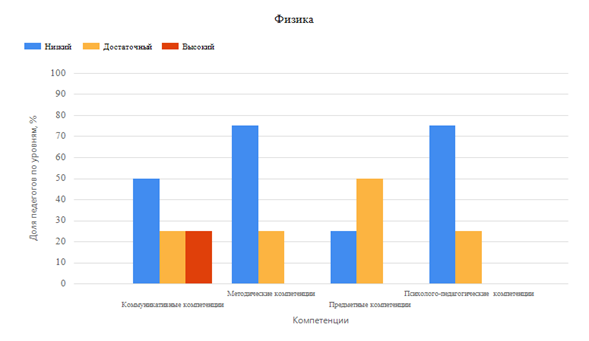 Физика
Низкий Достаточный Высокий
Доля педегогов по уровням, %
100
90
80
70
60
50
40
30
20
10
0
Методические компетенции Психолого-педагогические компетенции
Коммуникативные компетенции Предметные компетенции
Компетенции